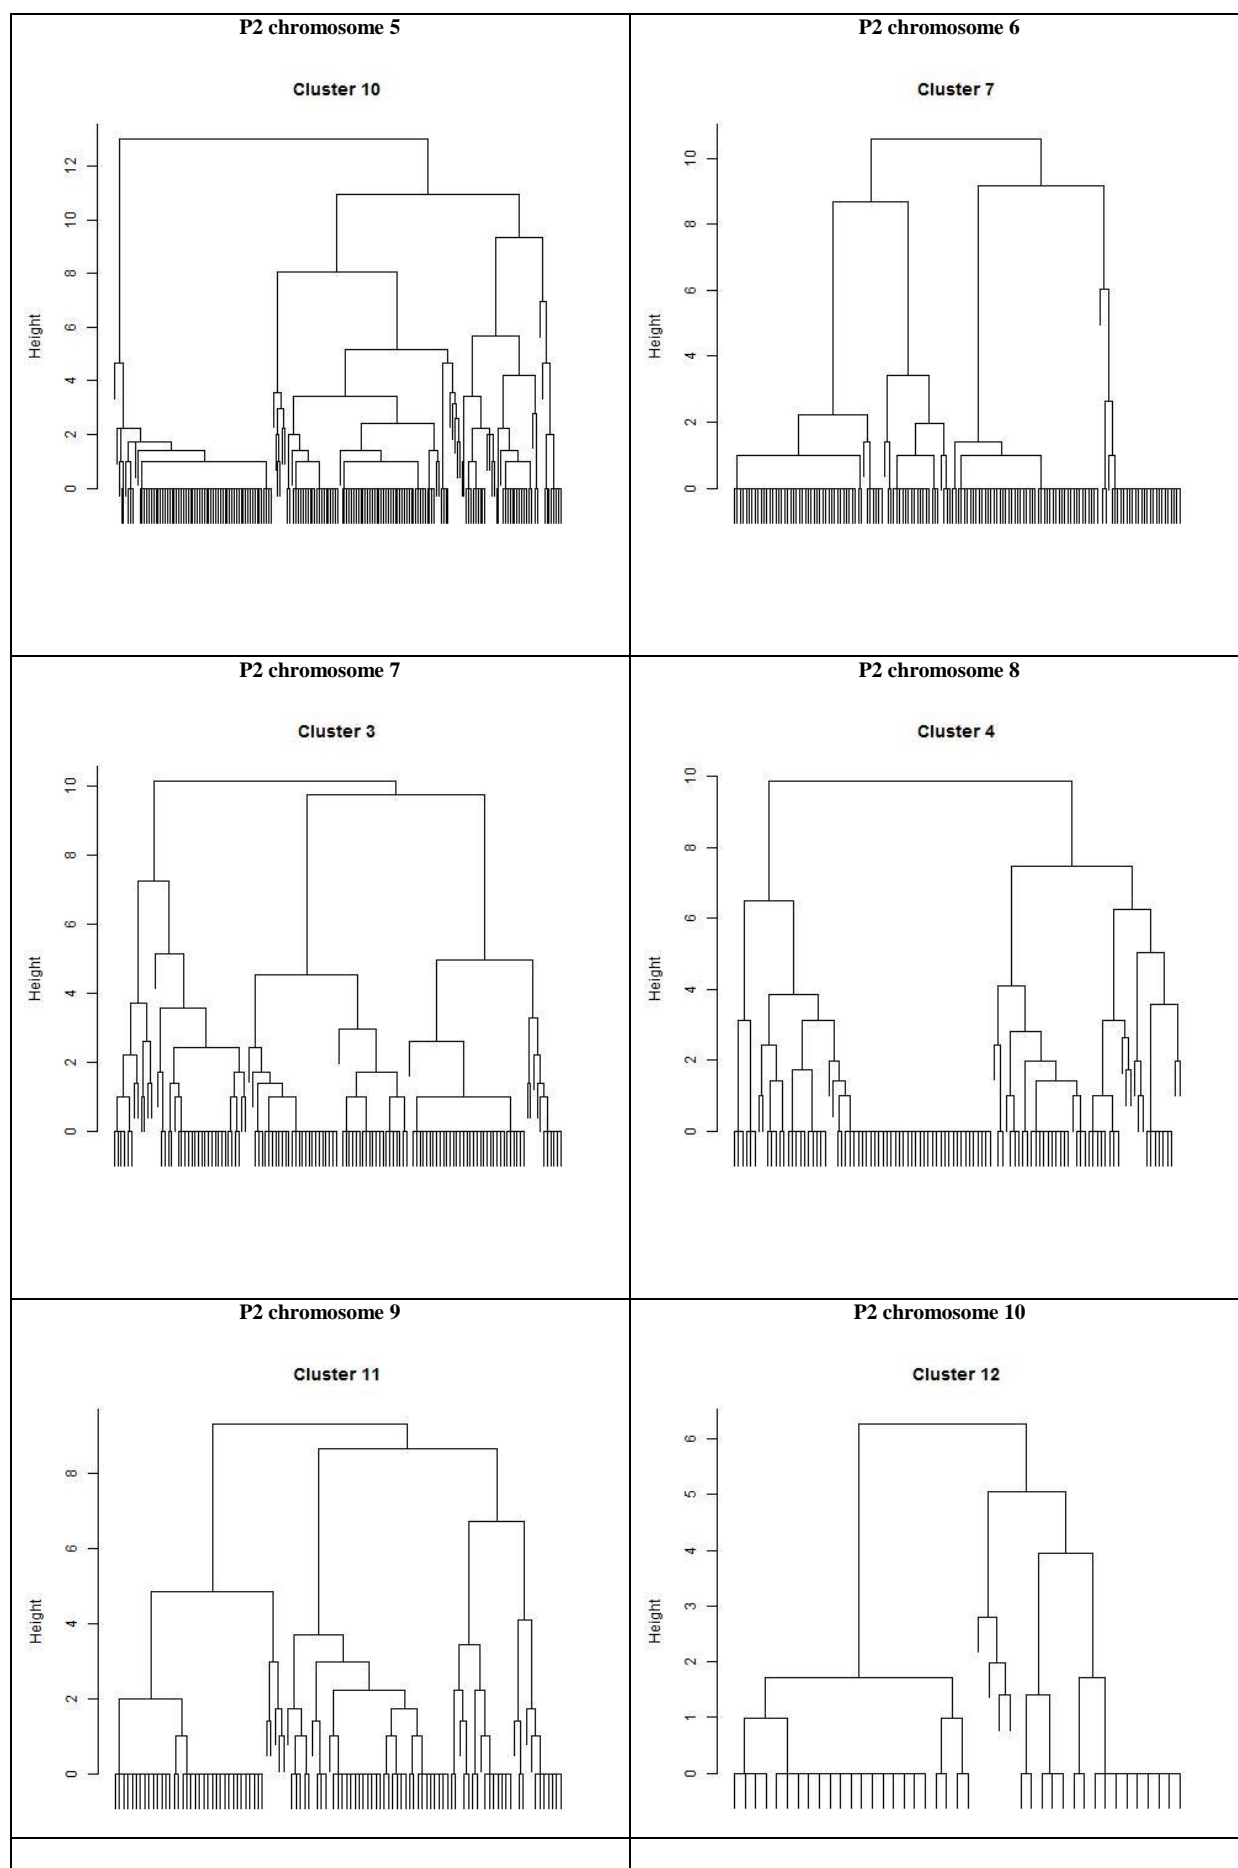 P2 chromosome 5
P2 chromosome 6
Cluster 10
Cluster 7
Height
0 2 4 6 8 10 12
Height
0 2 4 6 8 10
P2 chromosome 7
P2 chromosome 8
Cluster 3
Cluster 4
Height
0 2 4 6 8 10
Height
0 2 4 6 8 10
P2 chromosome 9
P2 chromosome 10
Cluster 11
Cluster 12
Height
0 2 4 6 8
Height
0 1 2 3 4 5 6